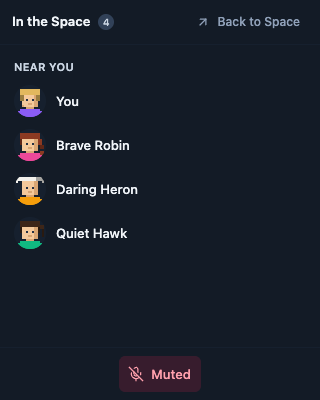 In the Space 4
Back to Space
NEAR YOU
You
Brave Robin
Daring Heron
Quiet Hawk
Muted